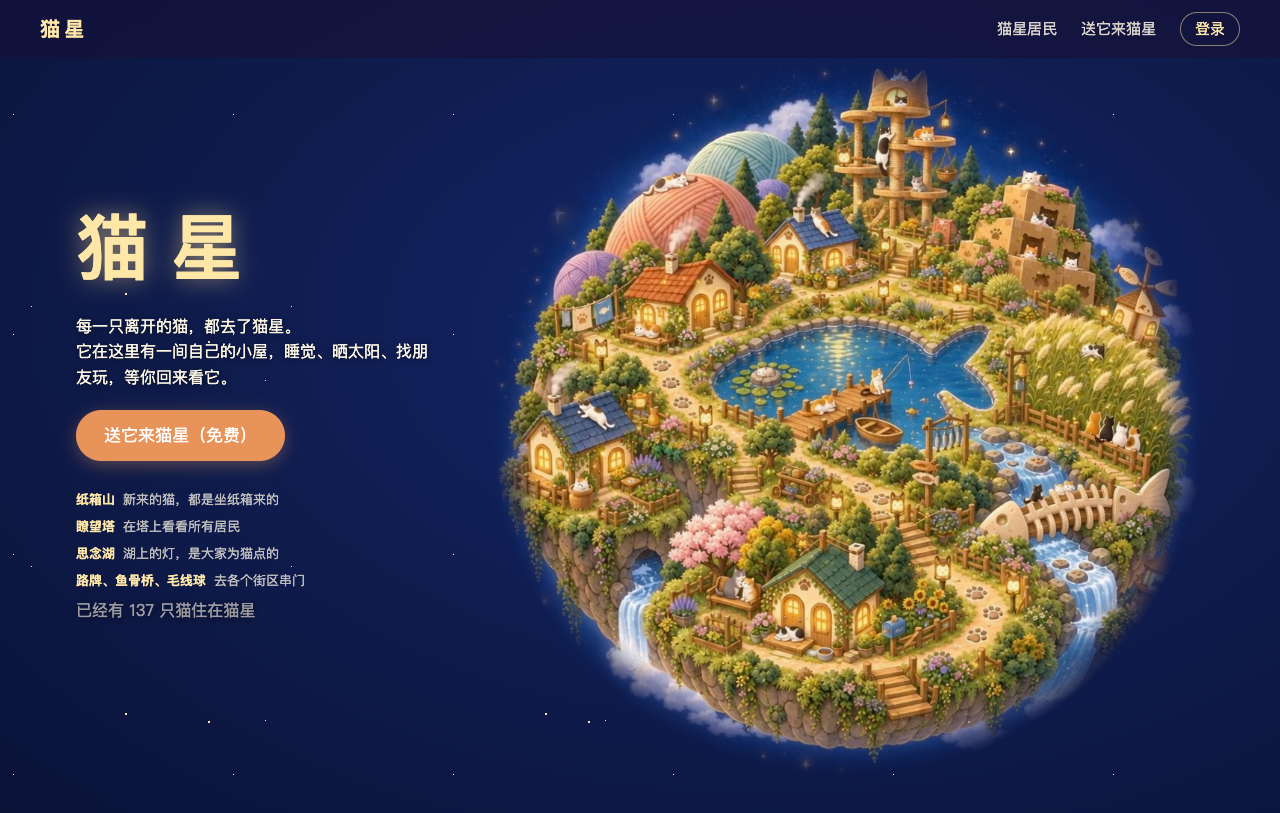 猫星
猫星居民
送它来猫星
登录
猫星
每一只离开的猫，都去了猫星。
它在这里有一间自己的小屋，睡觉、晒太阳、找朋
友玩，等你回来看它。
送它来猫星（免费）
纸箱山 新来的猫，都是坐纸箱来的
瞭望塔 在塔上看看所有居民
思念湖 湖上的灯，是大家为猫点的
路牌、鱼骨桥、毛线球 去各个街区串门
已经有 137 只猫住在猫星